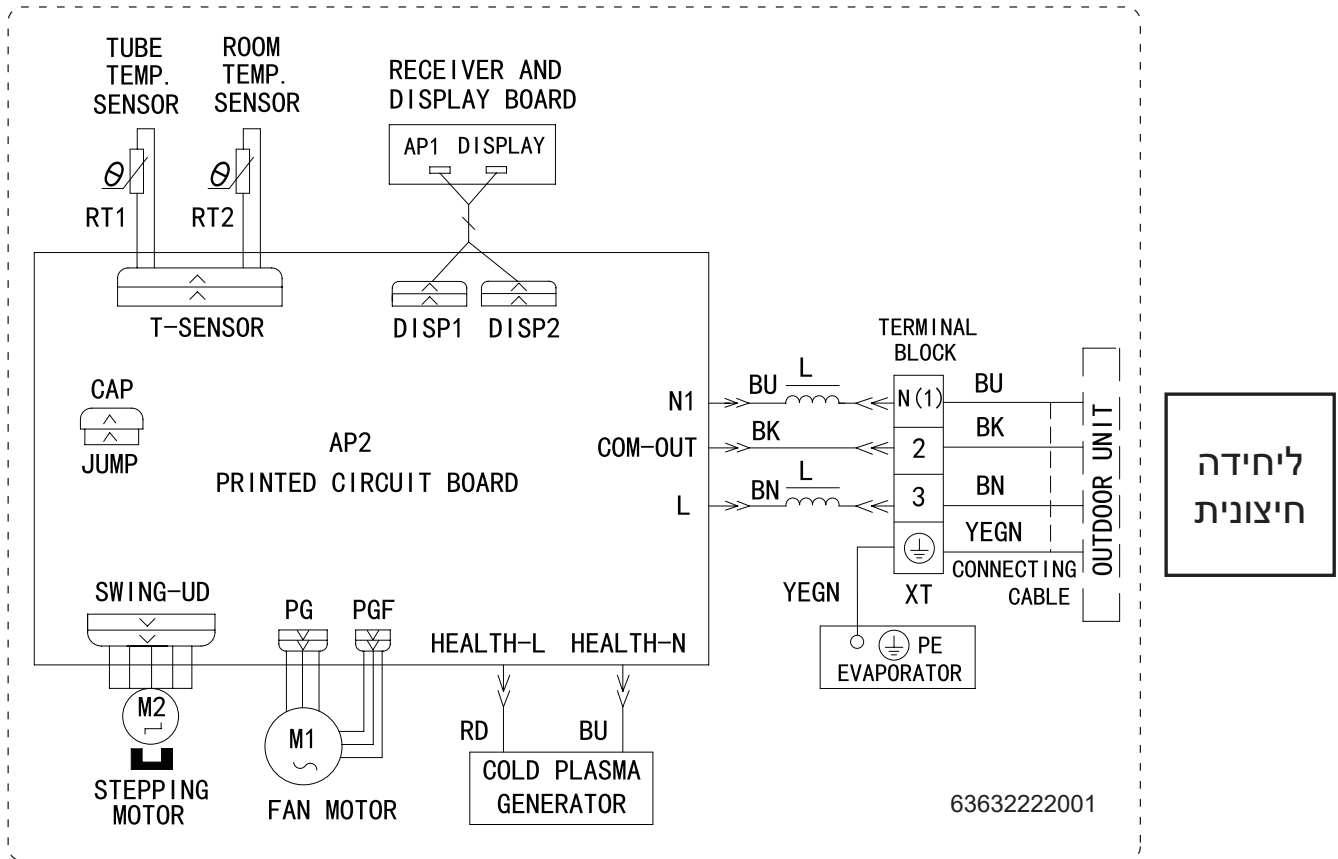 TUBE
TEMP.
SENSOR
ROOM
TEMP.
SENSOR
RECEIVER AND
DISPLAY BOARD
AP1 DISPLAY
θ
RT1
θ
RT2
T-SENSOR
DISP1
DISP2
CAP
JUMP
AP2
PRINTED CIRCUIT BOARD
N1
COM-OUT
L
BU
L
BK
BN
L
TERMINAL
BLOCK
N(1)
2
3
XT
BU
BK
BN
YEGN
CONNECTING
CABLE
OUTDOOR UNIT
ליחידה
חיצונית
YEGN
PE
EVAPORATOR
SWING-UD
M2
STEPPING
MOTOR
PG
PGF
M1
FAN MOTOR
HEALTH-L
HEALTH-N
RD
BU
COLD PLASMA
GENERATOR
63632222001